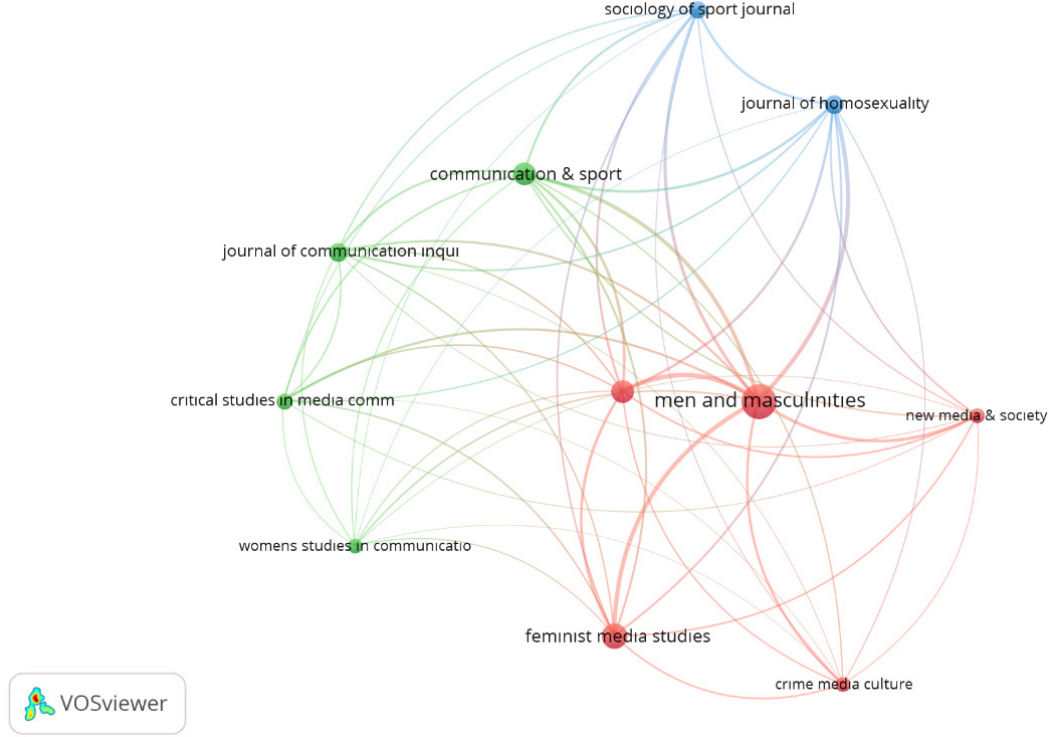 sociology of sport journal
journal of homosexuality
communication & sport
journal of communication inqui
critical studies in media comm
men and masculinities
new media & society
womens studies in communicatio
feminist media studies
crime media culture
VOSviewer